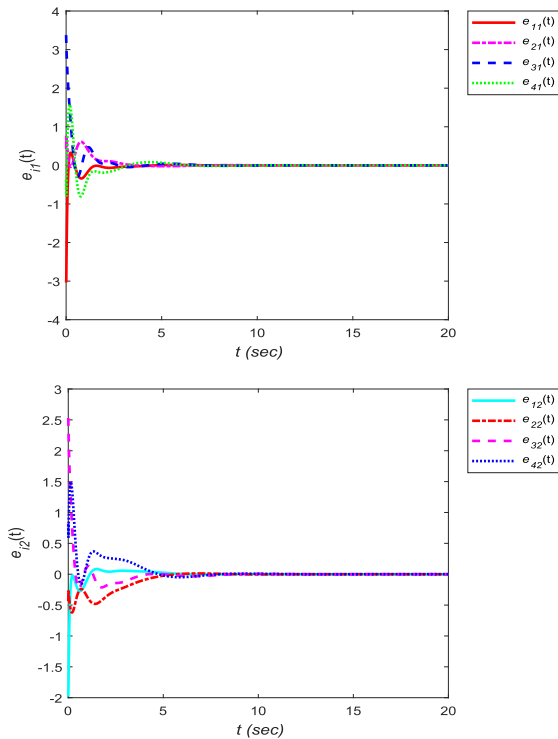 4
3
2
1
0
-1
-2
-3
-4
e_{i1}(t)
0 5 10 15 20
t (sec)
e_{11}(t)
e_{21}(t)
e_{31}(t)
e_{41}(t)
3
2.5
2
1.5
1
0.5
0
-0.5
-1
-1.5
-2
e_{i2}(t)
0 5 10 15 20
t (sec)
e_{12}(t)
e_{22}(t)
e_{32}(t)
e_{42}(t)